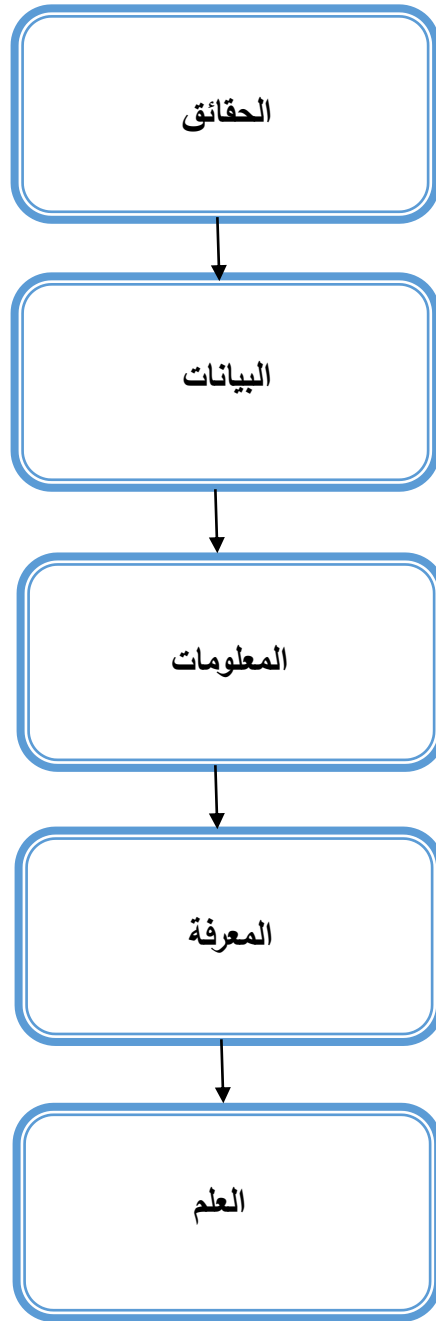 الحقائق
البيانات
المعلومات
المعرفة
العلم